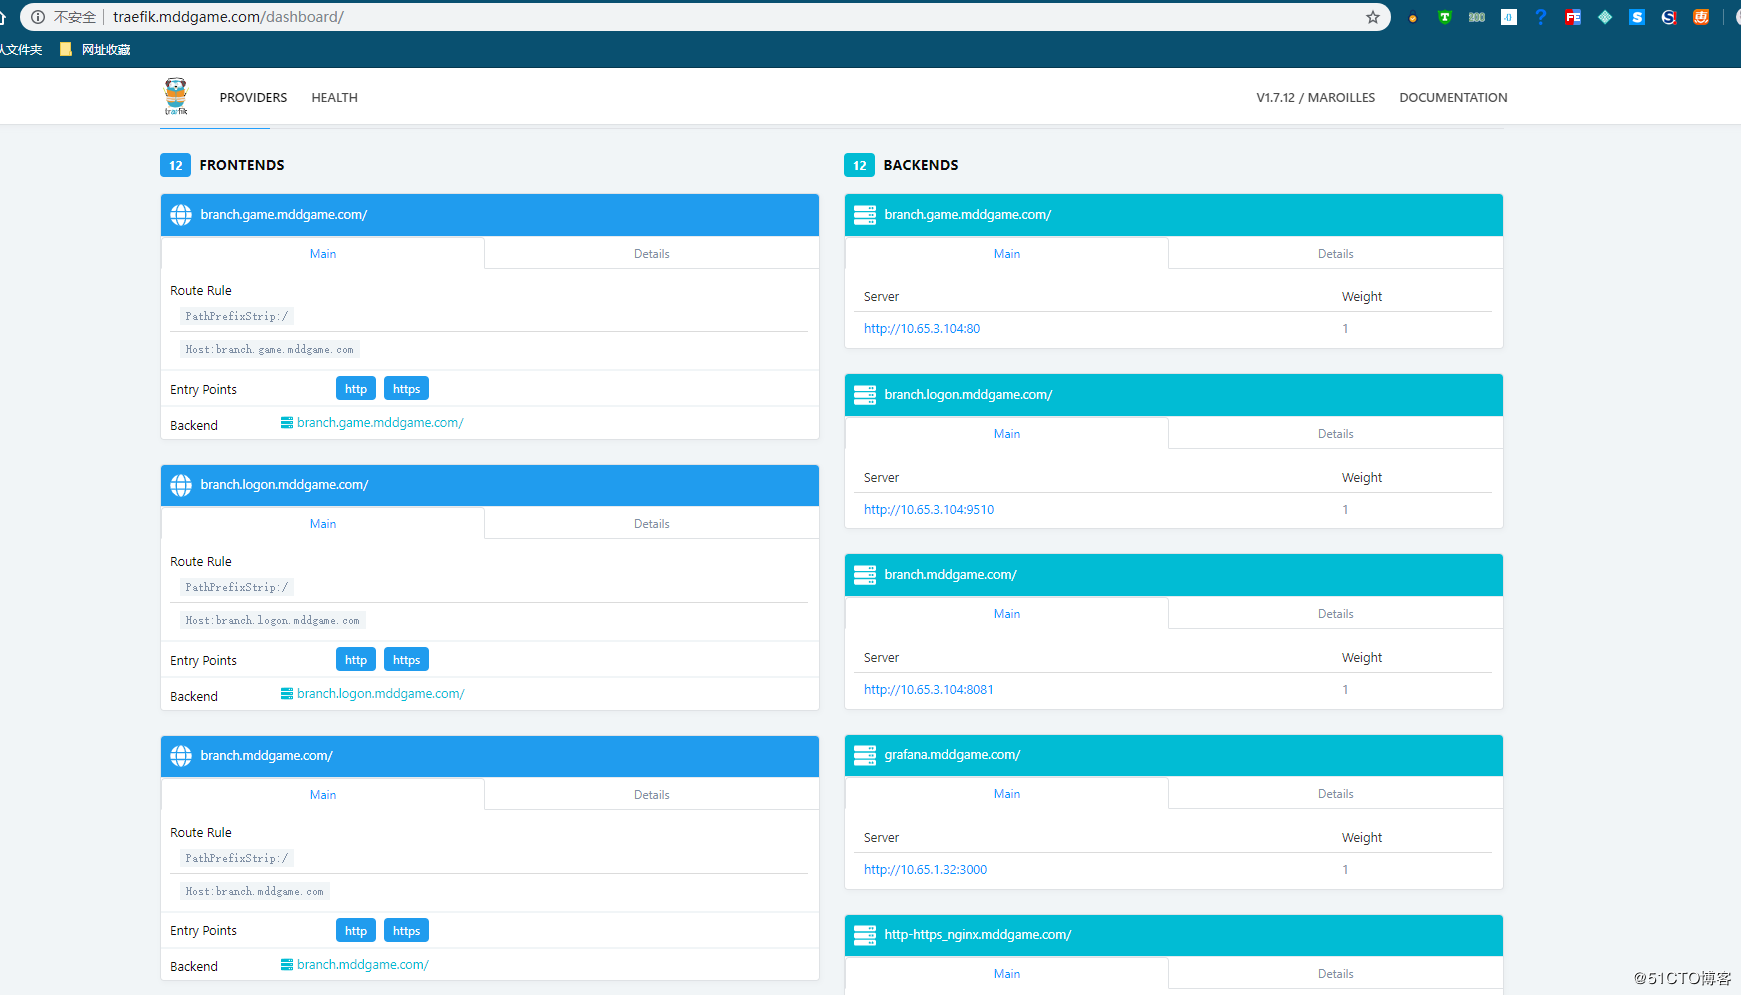 不安全 traefik.mddgame.com/dashboard/
人文件夹 网址收藏
træfik PROVIDERS HEALTH V1.7.12 / MAROILLES DOCUMENTATION
12 FRONTENDS
branch.game.mddgame.com/
Main Details
Route Rule
PathPrefixStrip:/
Host:branch.game.mddgame.com
Entry Points http https
Backend branch.game.mddgame.com/
branch.logon.mddgame.com/
Main Details
Route Rule
PathPrefixStrip:/
Host:branch.logon.mddgame.com
Entry Points http https
Backend branch.logon.mddgame.com/
branch.mddgame.com/
Main Details
Route Rule
PathPrefixStrip:/
Host:branch.mddgame.com
Entry Points http https
Backend branch.mddgame.com/
12 BACKENDS
branch.game.mddgame.com/
Main Details
Server Weight
http://10.65.3.104:80 1
branch.logon.mddgame.com/
Main Details
Server Weight
http://10.65.3.104:9510 1
branch.mddgame.com/
Main Details
Server Weight
http://10.65.3.104:8081 1
grafana.mddgame.com/
Main Details
Server Weight
http://10.65.1.32:3000 1
http-https_nginx.mddgame.com/
Main Details
@51CTO博客